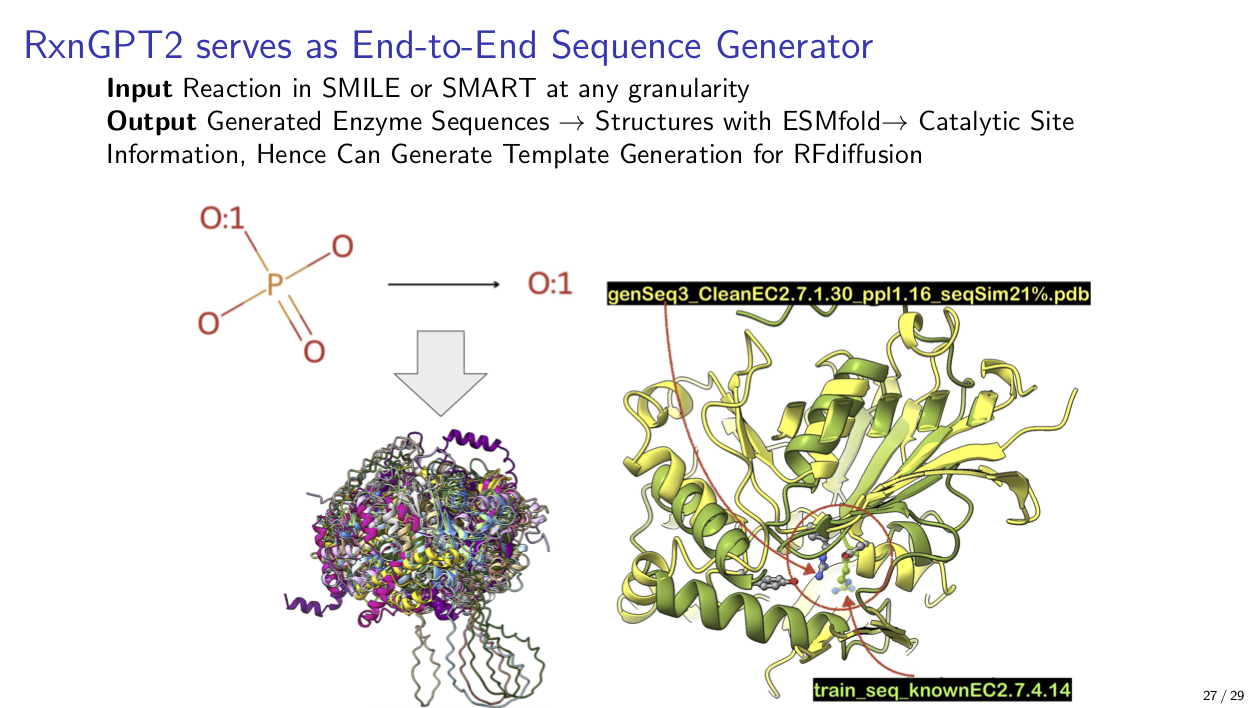 RxnGPT2 serves as End-to-End Sequence Generator
Input Reaction in SMILE or SMART at any granularity
Output Generated Enzyme Sequences → Structures with ESMfold→ Catalytic Site
Information, Hence Can Generate Template Generation for RFdiffusion
O:1
O
P
O
O
O:1
genSeq3_CleanEC2.7.1.30_ppl1.16_seqSim21%.pdb
train_seq_knownEC2.7.4.14
27 / 29